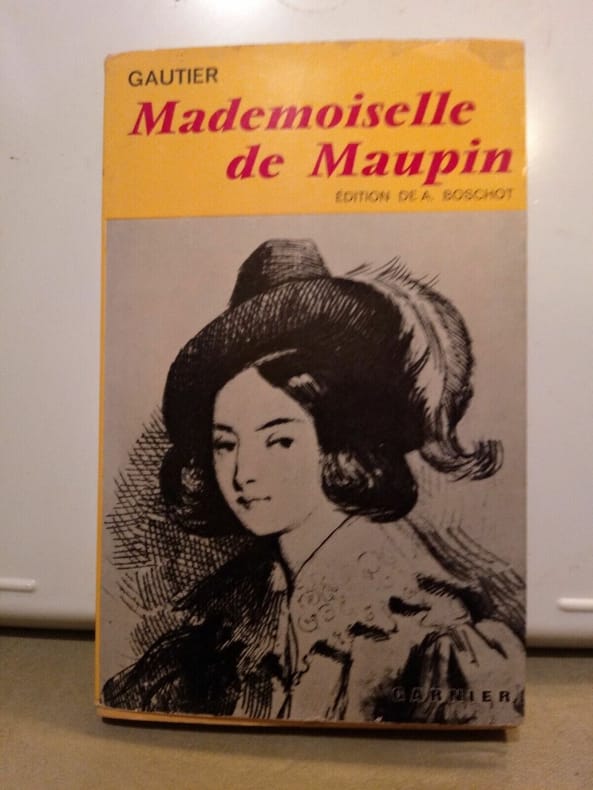 GAUTIER
Mademoiselle
de Maupin
ÉDITION DE A. BOSCHOT
GARNIER